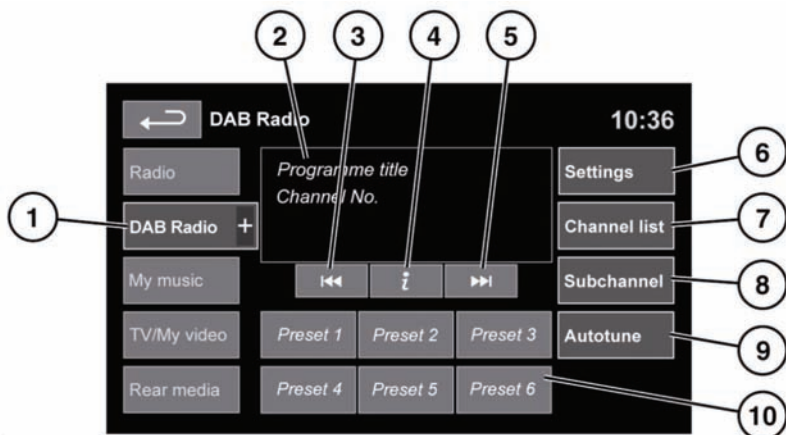 2 3 4 5
DAB Radio 10:36
Radio Programme title Settings 6
Channel No.
1 DAB Radio + Channel list 7
My music i Subchannel 8
TV/My video Preset 1 Preset 2 Preset 3 Autotune 9
Rear media Preset 4 Preset 5 Preset 6
10